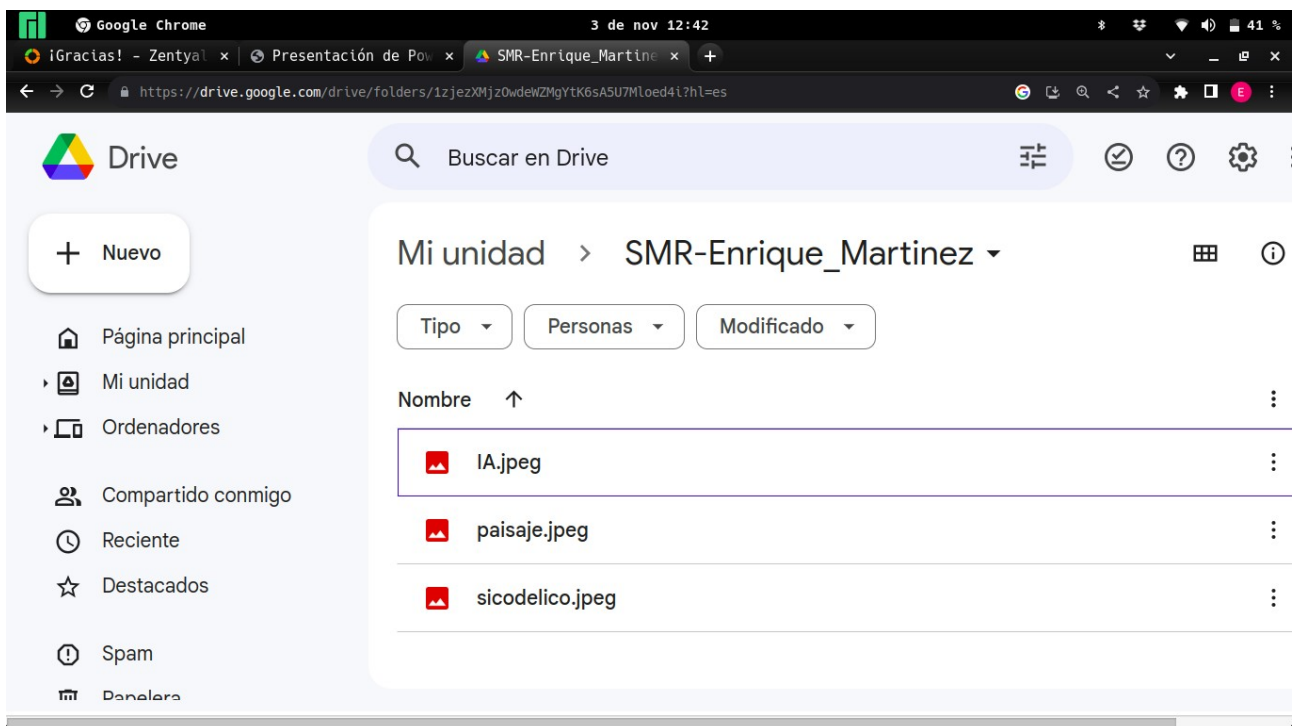 Google Chrome 3 de nov 12:42 41 %
¡Gracias! - Zentyal Presentación de Pow SMR-Enrique_Martine
https://drive.google.com/drive/folders/1zjezXMjzOwdeWZMgYtK6sA5U7Mloed4i?hl=es E
Drive Buscar en Drive
Nuevo Mi unidad > SMR-Enrique_Martinez
Tipo Personas Modificado
Página principal
Mi unidad
Nombre
Ordenadores
IA.jpeg
Compartido conmigo
paisaje.jpeg
Reciente
Destacados
sicodelico.jpeg
Spam
Papelera